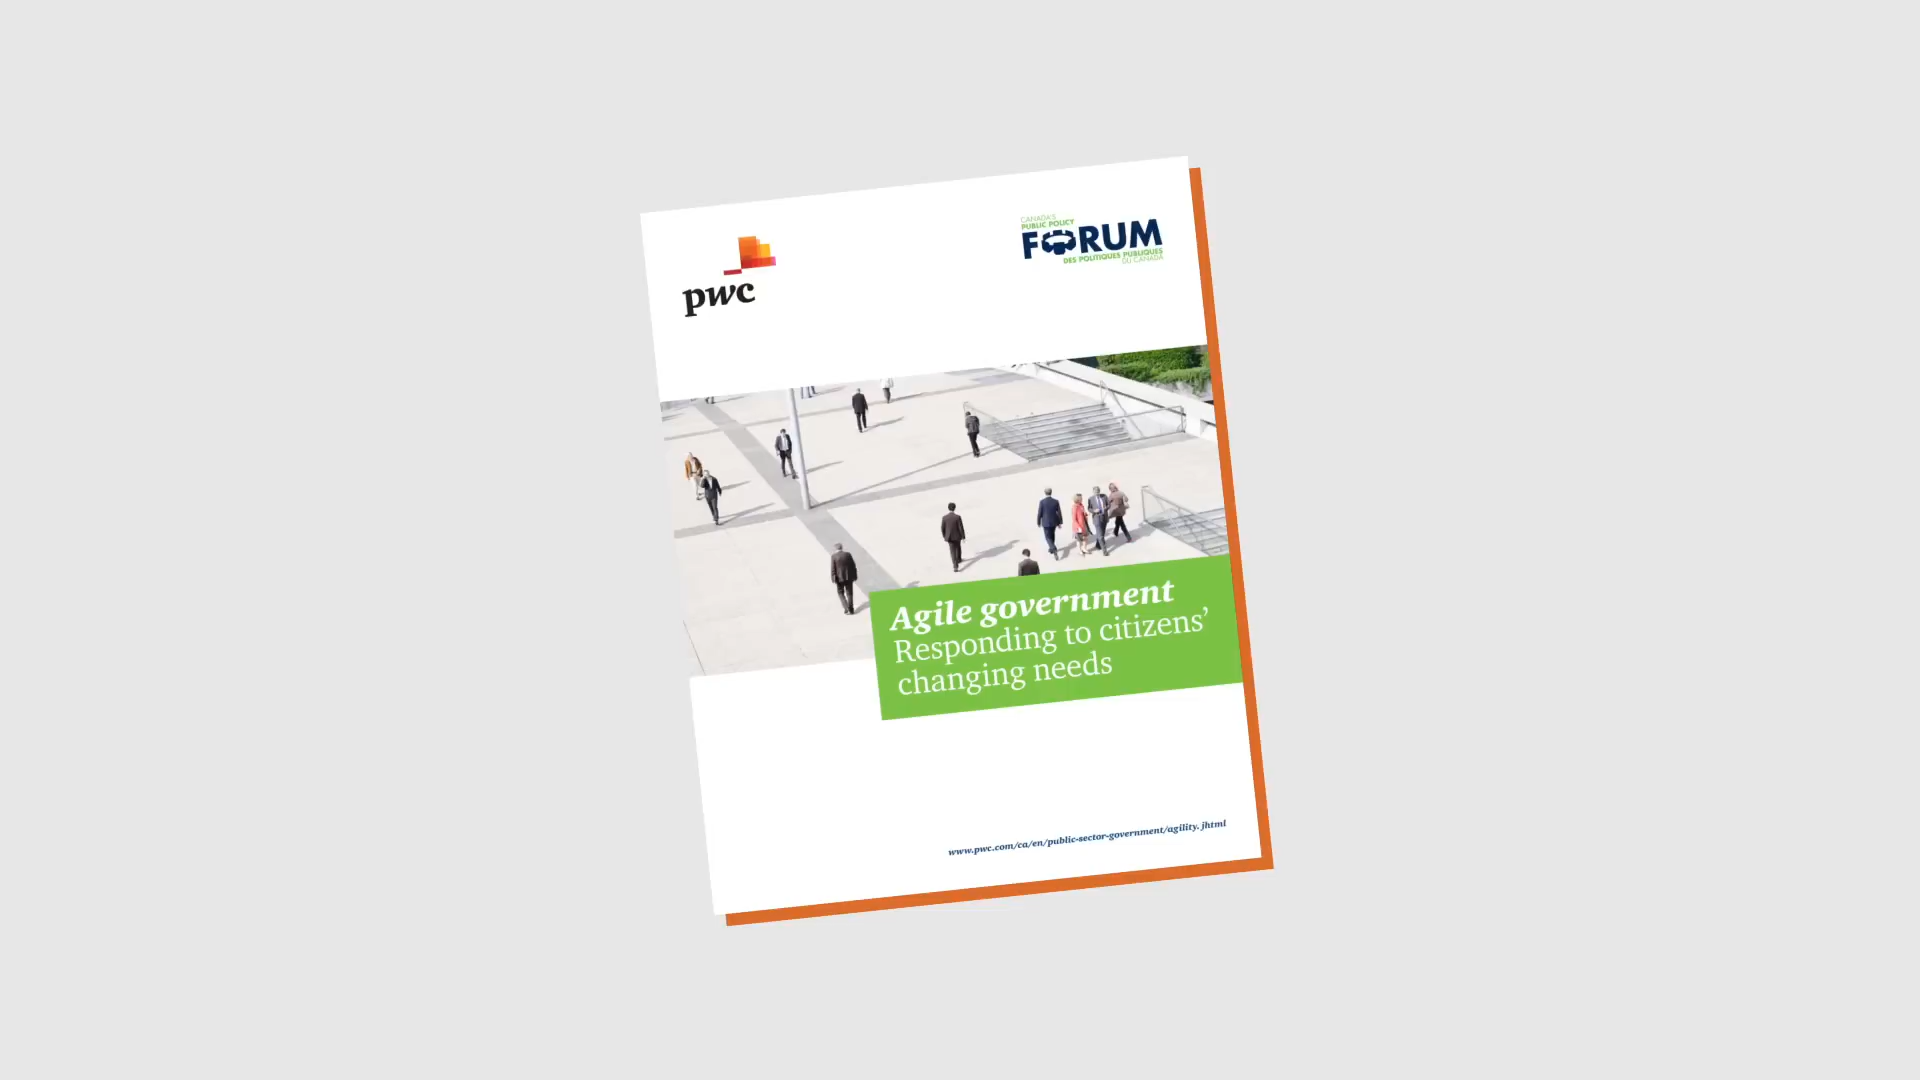 pwc
CANADA'S
PUBLIC POLICY
FORUM
DES POLITIQUES PUBLIQUES
DU CANADA
Agile government
Responding to citizens’
changing needs
www.pwc.com/ca/en/public-sector-government/agility.jhtml